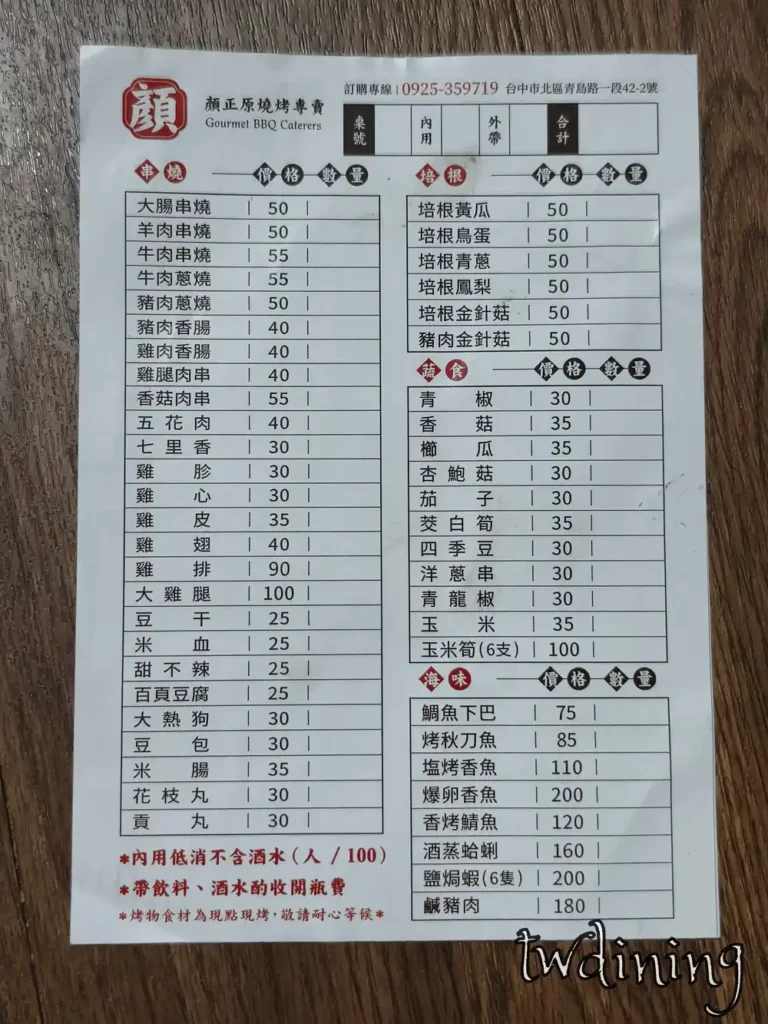 顏
顏正原燒烤專賣
Gourmet BBQ Caterers
訂購專線 | 0925-359719 台中市北區青島路一段42-2號
桌號 內用 外帶 合計
串燒 價格 數量
大腸串燒 | 50 |
羊肉串燒 | 50 |
牛肉串燒 | 55 |
牛肉蔥燒 | 55 |
豬肉蔥燒 | 50 |
豬肉香腸 | 40 |
雞肉香腸 | 40 |
雞腿肉串 | 40 |
香菇肉串 | 55 |
五花肉 | 40 |
七里香 | 30 |
雞胗 | 30 |
雞心 | 30 |
雞皮 | 35 |
雞翅 | 40 |
雞排 | 90 |
大雞腿 | 100 |
豆干 | 25 |
米血 | 25 |
甜不辣 | 25 |
百頁豆腐 | 25 |
大熱狗 | 30 |
豆包 | 30 |
米腸 | 35 |
花枝丸 | 30 |
貢丸 | 30 |
*內用低消不含酒水(人 / 100)
*帶飲料、酒水酌收開瓶費
*烤物食材為現點現烤,敬請耐心等候*
培根 價格 數量
培根黃瓜 | 50 |
培根鳥蛋 | 50 |
培根青蔥 | 50 |
培根鳳梨 | 50 |
培根金針菇 | 50 |
豬肉金針菇 | 50 |
蔬食 價格 數量
青椒 | 30 |
香菇 | 35 |
櫛瓜 | 35 |
杏鮑菇 | 30 |
茄子 | 30 |
茭白筍 | 35 |
四季豆 | 30 |
洋蔥串 | 30 |
青龍椒 | 30 |
玉米 | 35 |
玉米筍(6支) | 100 |
海味 價格 數量
鯛魚下巴 | 75 |
烤秋刀魚 | 85 |
塩烤香魚 | 110 |
爆卵香魚 | 200 |
香烤鯖魚 | 120 |
酒蒸蛤蜊 | 160 |
鹽焗蝦(6隻) | 200 |
鹹豬肉 | 180 |
twdining